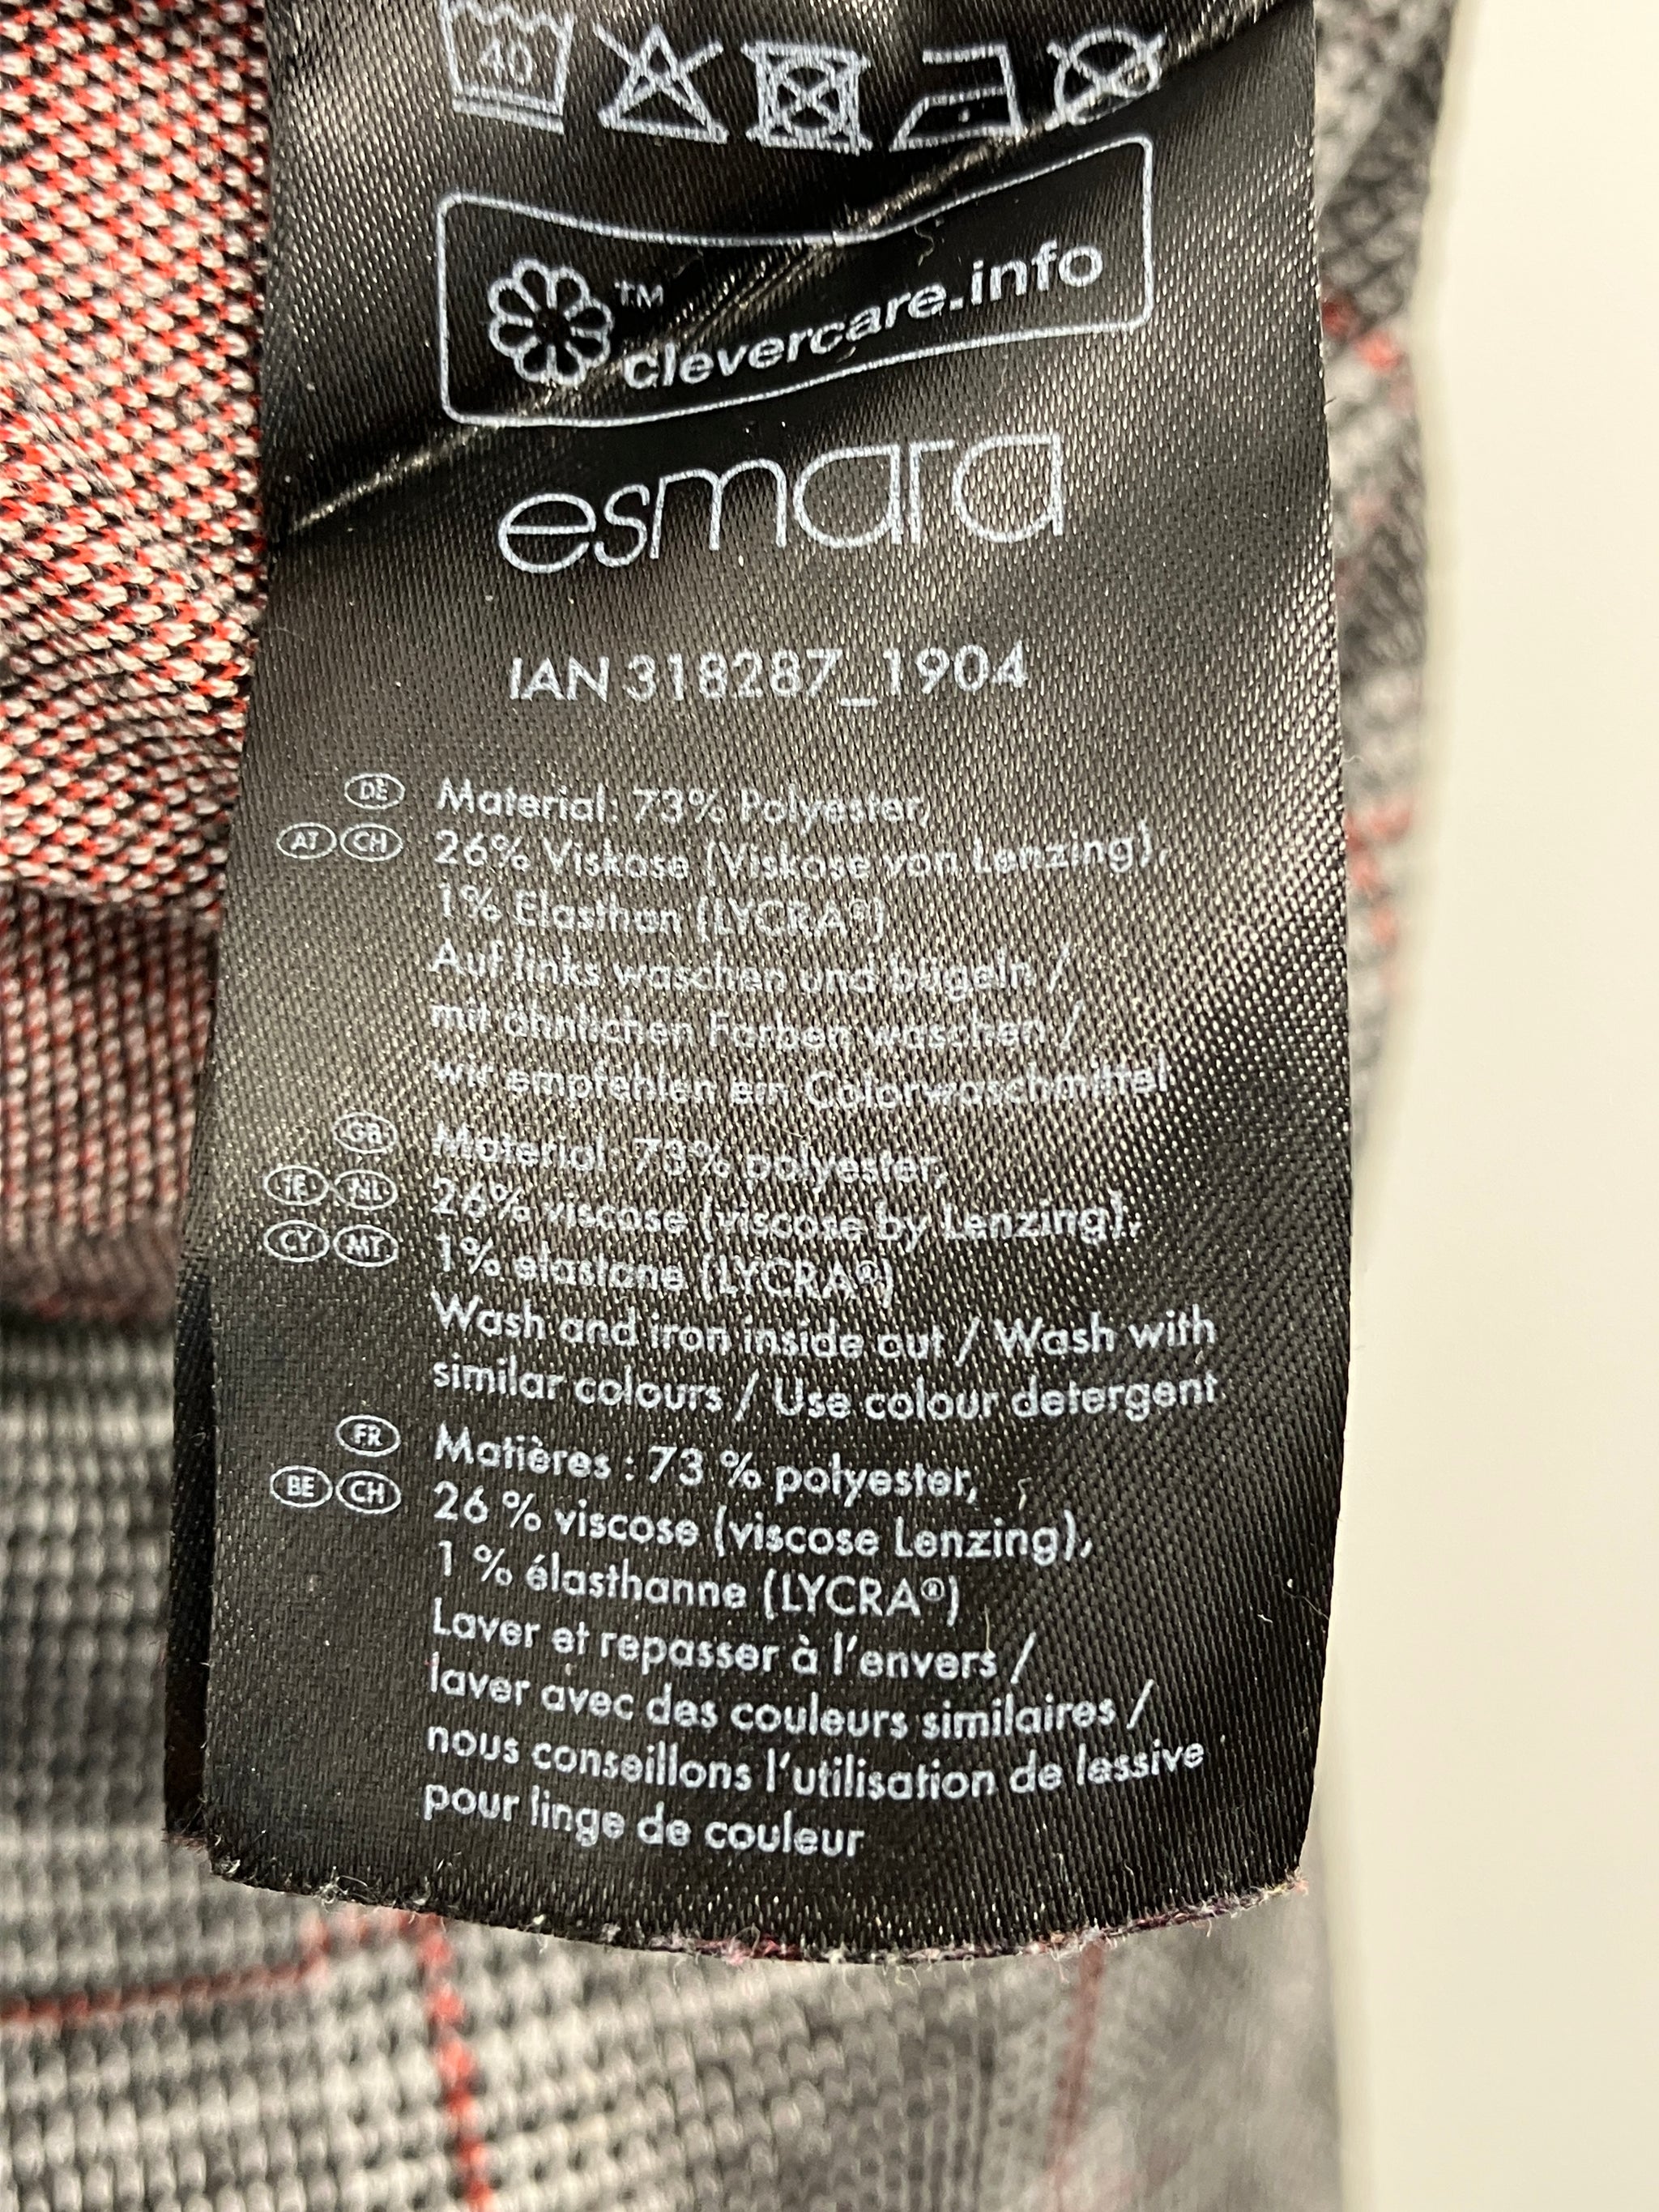 40
™
clevercare.info
esmara
IAN 318287_1904
DE Material: 73% Polyester,
AT CH 26% Viskose (Viskose von Lenzing),
1% Elasthan (LYCRA®)
Auf links waschen und bügeln /
mit ähnlichen Farben waschen /
wir empfehlen ein Colorwaschmittel
GB Material: 73% polyester,
IE NL 26% viscose (viscose by Lenzing),
CY MT 1% elastane (LYCRA®)
Wash and iron inside out / Wash with
similar colours / Use colour detergent
FR Matières : 73 % polyester,
BE CH 26 % viscose (viscose Lenzing),
1 % élasthanne (LYCRA®)
Laver et repasser à l'envers /
laver avec des couleurs similaires /
nous conseillons l'utilisation de lessive
pour linge de couleur